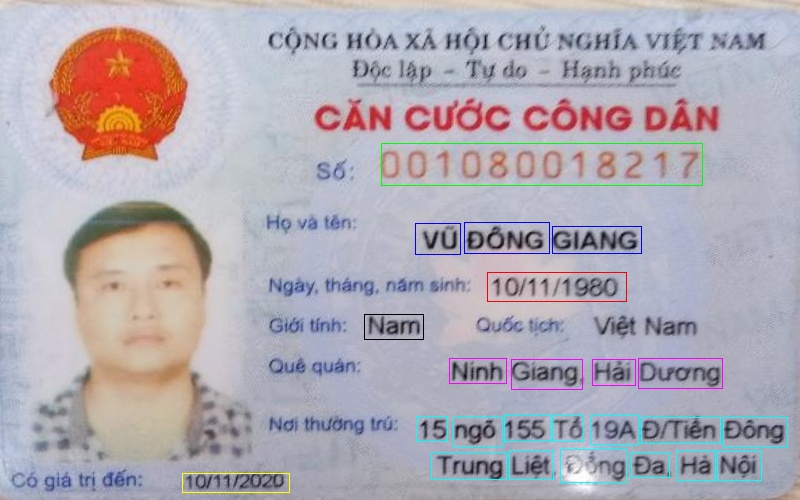 CỘNG HÒA XÃ HỘI CHỦ NGHĨA VIỆT NAM
Độc lập - Tự do - Hạnh phúc
CĂN CƯỚC CÔNG DÂN
Số: 001080018217
Họ và tên:
VŨ ĐÔNG GIANG
Ngày, tháng, năm sinh: 10/11/1980
Giới tính: Nam Quốc tịch: Việt Nam
Quê quán: Ninh Giang, Hải Dương
Nơi thường trú: 15 ngõ 155 Tổ 19A Đ/Tiền Đông
Trung Liệt, Đống Đa, Hà Nội
Có giá trị đến: 10/11/2020